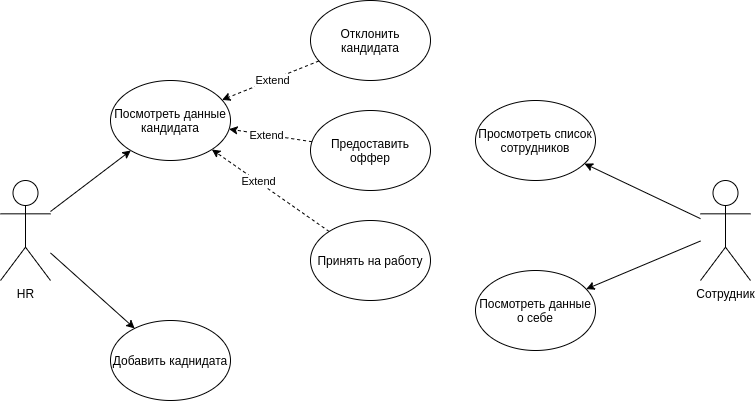 Отклонить
кандидата
Extend
Посмотреть данные
кандидата
Extend
Предоставить
оффер
Extend
Принять на работу
HR
Добавить каднидата
Просмотреть список
сотрудников
Посмотреть данные
о себе
Сотрудник